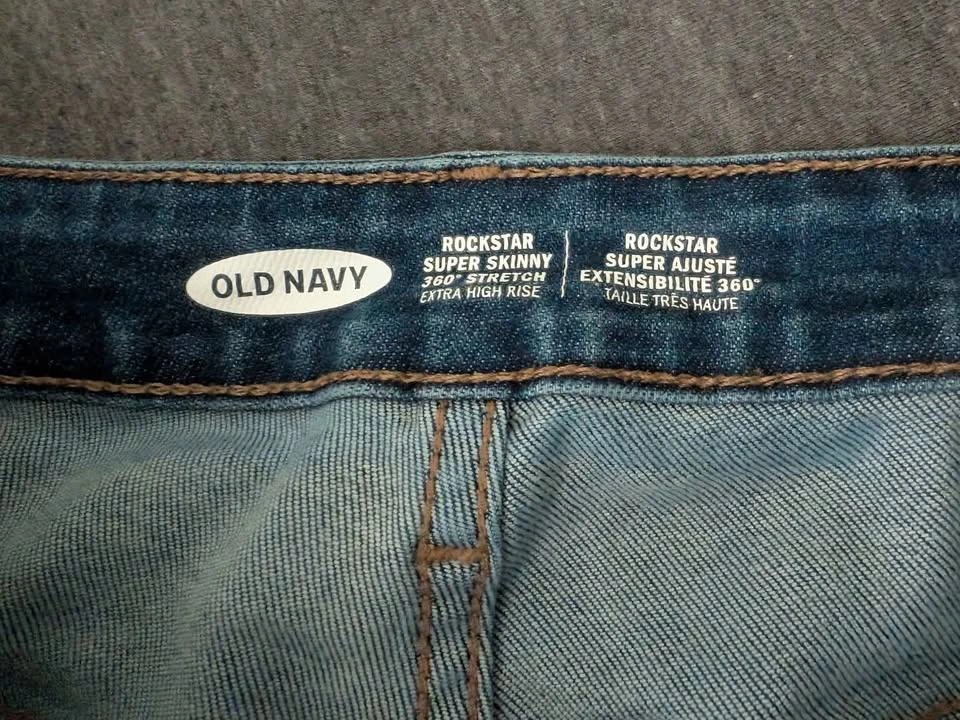 OLD NAVY
ROCKSTAR
SUPER SKINNY
360° STRETCH
EXTRA HIGH RISE
ROCKSTAR
SUPER AJUSTÉ
EXTENSIBILITÉ 360°
TAILLE TRÈS HAUTE